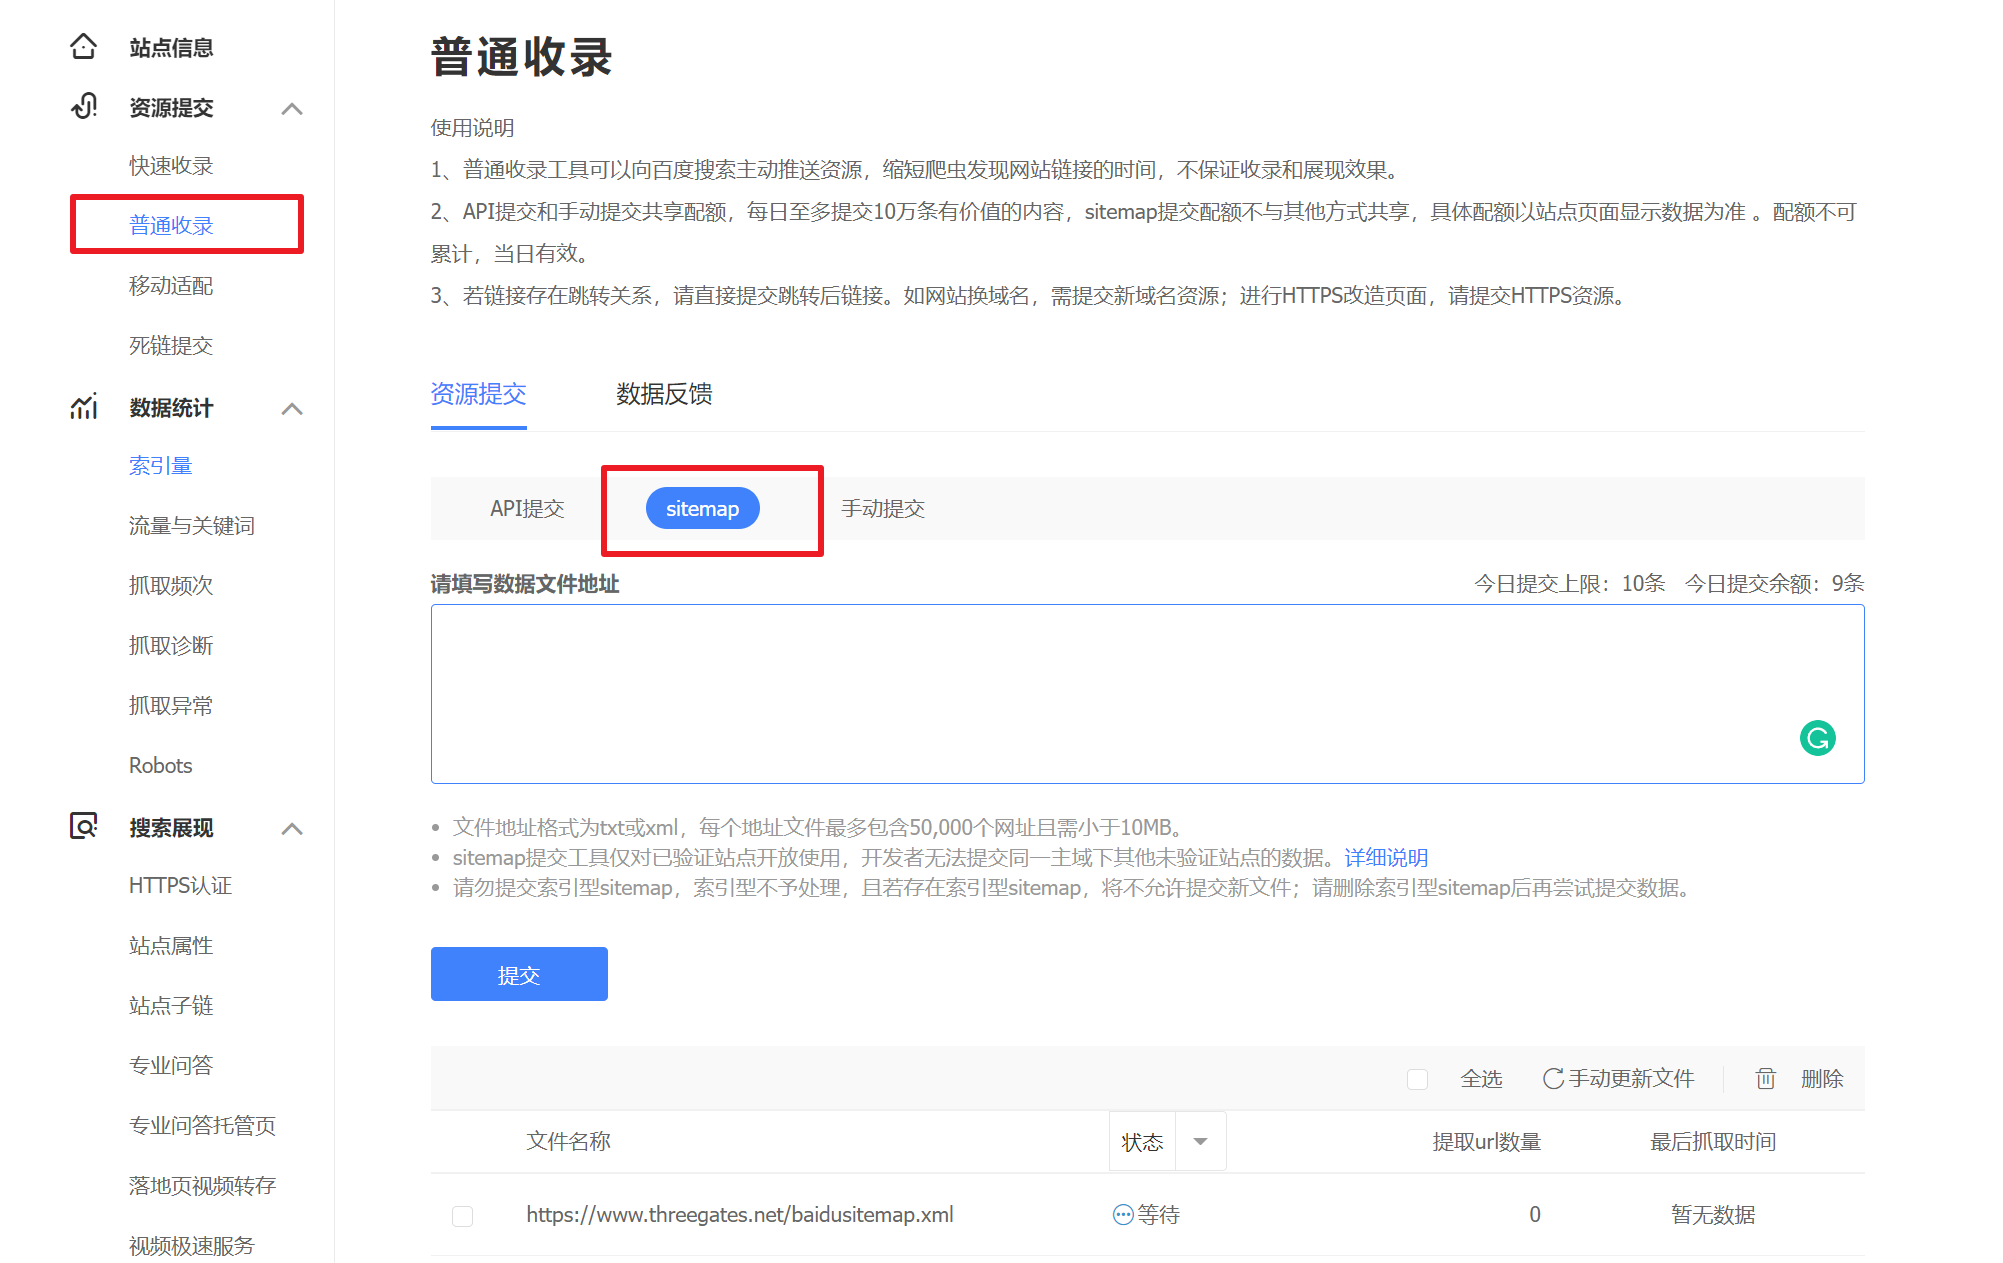 站点信息
资源提交
快速收录
普通收录
移动适配
死链提交
数据统计
索引量
流量与关键词
抓取频次
抓取诊断
抓取异常
Robots
搜索展现
HTTPS认证
站点属性
站点子链
专业问答
专业问答托管页
落地页视频转存
视频极速服务
普通收录
使用说明
1、普通收录工具可以向百度搜索主动推送资源，缩短爬虫发现网站链接的时间，不保证收录和展现效果。
2、API提交和手动提交共享配额，每日至多提交10万条有价值的内容，sitemap提交配额不与其他方式共享，具体配额以站点页面显示数据为准 。配额不可
累计，当日有效。
3、若链接存在跳转关系，请直接提交跳转后链接。如网站换域名，需提交新域名资源；进行HTTPS改造页面，请提交HTTPS资源。
资源提交 数据反馈
API提交 sitemap 手动提交
请填写数据文件地址 今日提交上限：10条 今日提交余额：9条
文件地址格式为txt或xml，每个地址文件最多包含50,000个网址且需小于10MB。
sitemap提交工具仅对已验证站点开放使用，开发者无法提交同一主域下其他未验证站点的数据。详细说明
请勿提交索引型sitemap，索引型不予处理，且若存在索引型sitemap，将不允许提交新文件；请删除索引型sitemap后再尝试提交数据。
提交
全选 手动更新文件 删除
文件名称 状态 提取url数量 最后抓取时间
https://www.threegates.net/baidusitemap.xml 等待 0 暂无数据